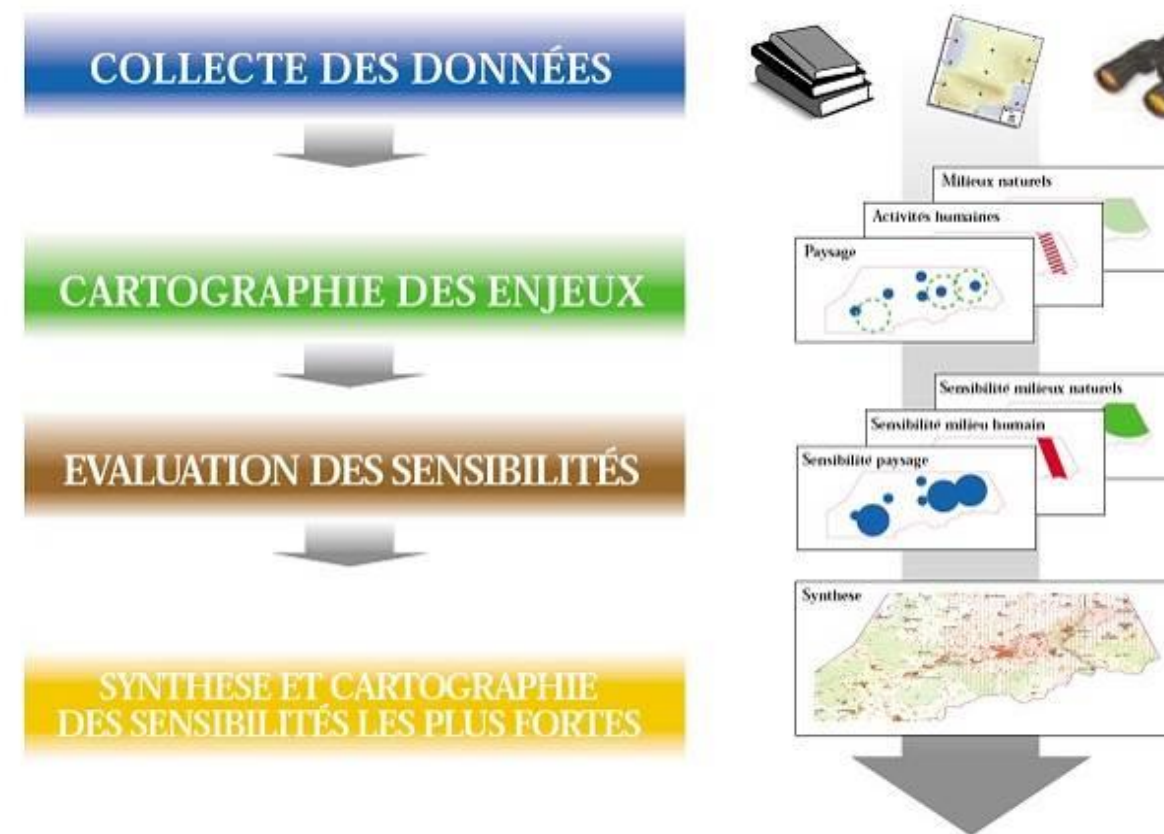 COLLECTE DES DONNÉES
Milieux naturels
Activités humaines
Paysage
CARTOGRAPHIE DES ENJEUX
Sensibilité milieux naturels
Sensibilité milieu humain
Sensibilité paysage
EVALUATION DES SENSIBILITÉS
Synthese
SYNTHESE ET CARTOGRAPHIE
DES SENSIBILITÉS LES PLUS FORTES